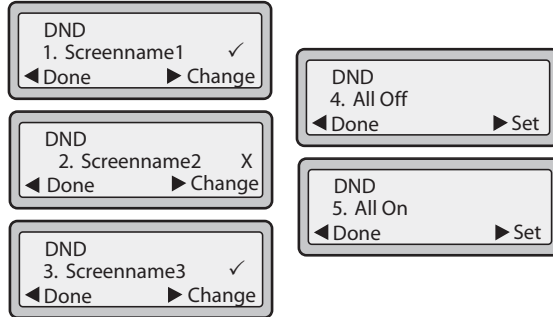 DND
1. Screenname1 ✓
◀ Done ▶ Change
DND
2. Screenname2 X
◀ Done ▶ Change
DND
3. Screenname3 ✓
◀ Done ▶ Change
DND
4. All Off
◀ Done ▶ Set
DND
5. All On
◀ Done ▶ Set